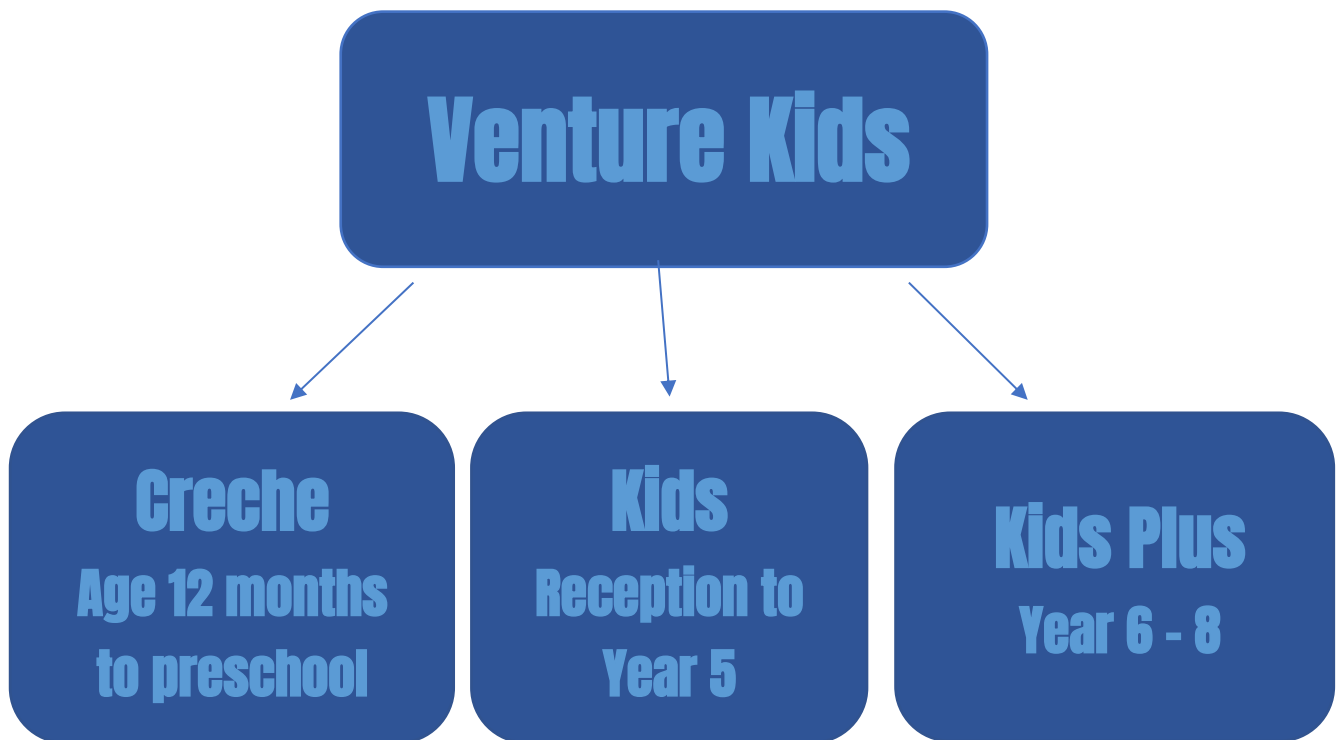 Venture Kids
Creche
Age 12 months
to preschool
Kids
Reception to
Year 5
Kids Plus
Year 6 - 8